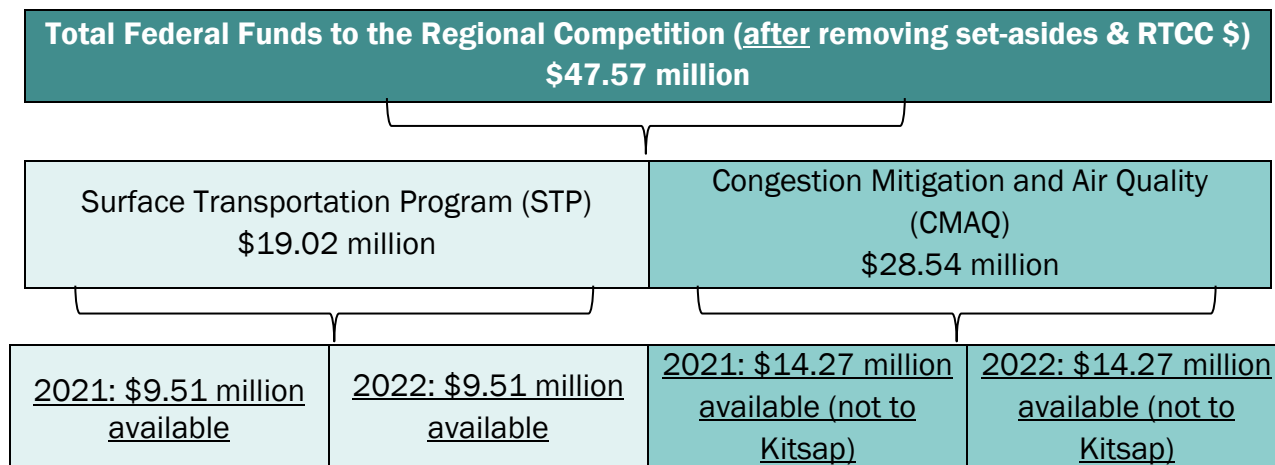 Total Federal Funds to the Regional Competition (after removing set-asides & RTCC $)
$47.57 million
Surface Transportation Program (STP)
$19.02 million
Congestion Mitigation and Air Quality
(CMAQ)
$28.54 million
2021: $9.51 million
available
2022: $9.51 million
available
2021: $14.27 million
available (not to
Kitsap)
2022: $14.27 million
available (not to
Kitsap)